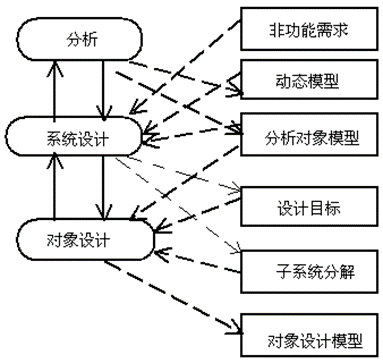 分析
非功能需求
动态模型
系统设计
分析对象模型
设计目标
对象设计
子系统分解
对象设计模型